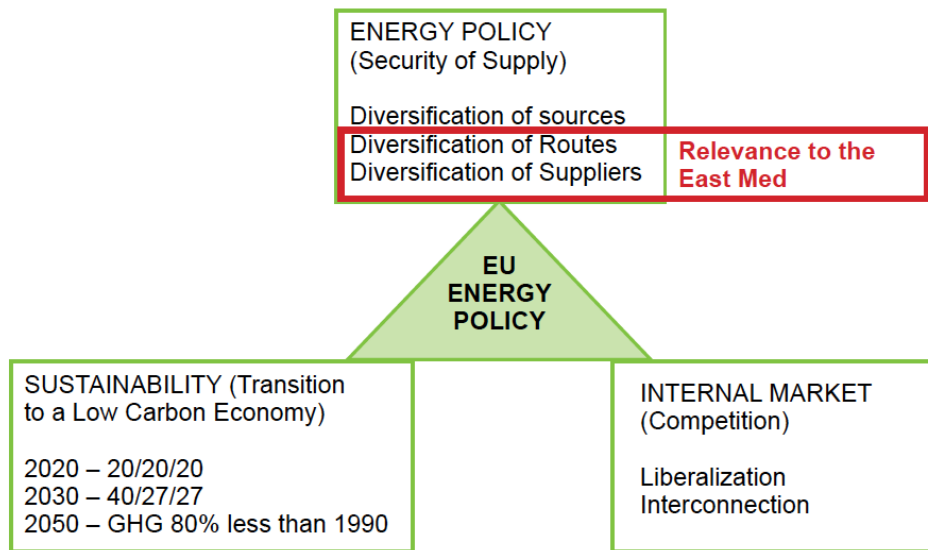 ENERGY POLICY
(Security of Supply)
Diversification of sources
Diversification of Routes
Diversification of Suppliers
Relevance to the
East Med
EU
ENERGY
POLICY
SUSTAINABILITY (Transition
to a Low Carbon Economy)
2020 – 20/20/20
2030 – 40/27/27
2050 – GHG 80% less than 1990
INTERNAL MARKET
(Competition)
Liberalization
Interconnection